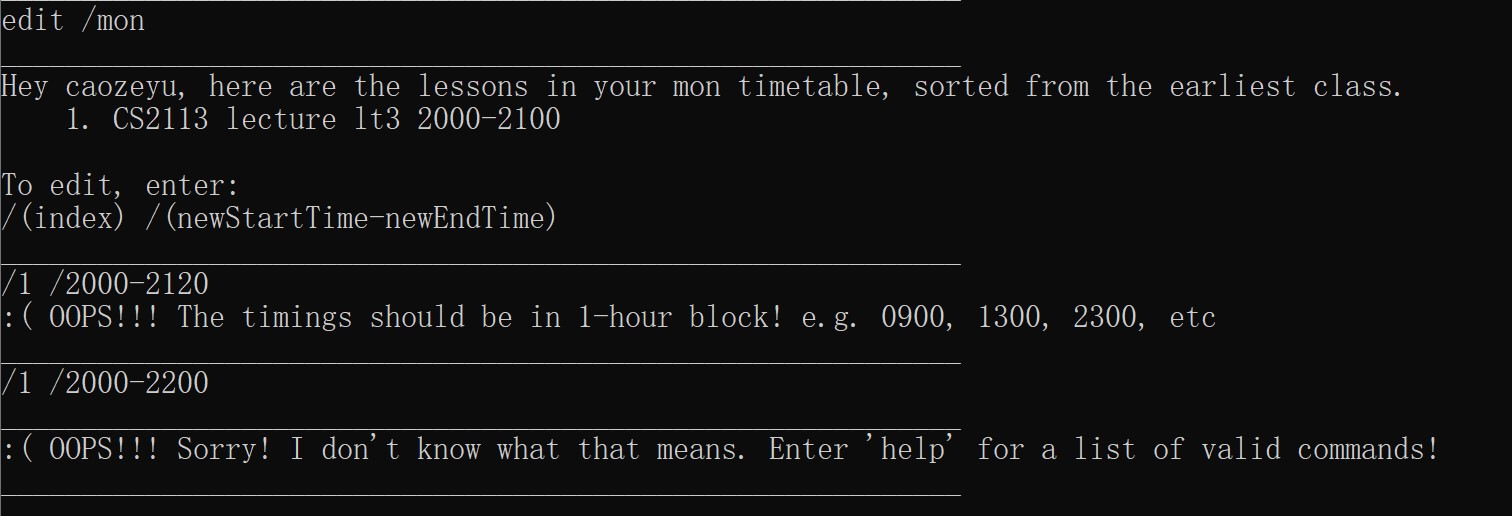 edit /mon
Hey caozeyu, here are the lessons in your mon timetable, sorted from the earliest class.
1. CS2113 lecture lt3 2000-2100
To edit, enter:
/(index) /(newStartTime-newEndTime)
/1 /2000-2120
:( OOPS!!! The timings should be in 1-hour block! e.g. 0900, 1300, 2300, etc
/1 /2000-2200
:( OOPS!!! Sorry! I don't know what that means. Enter 'help' for a list of valid commands!